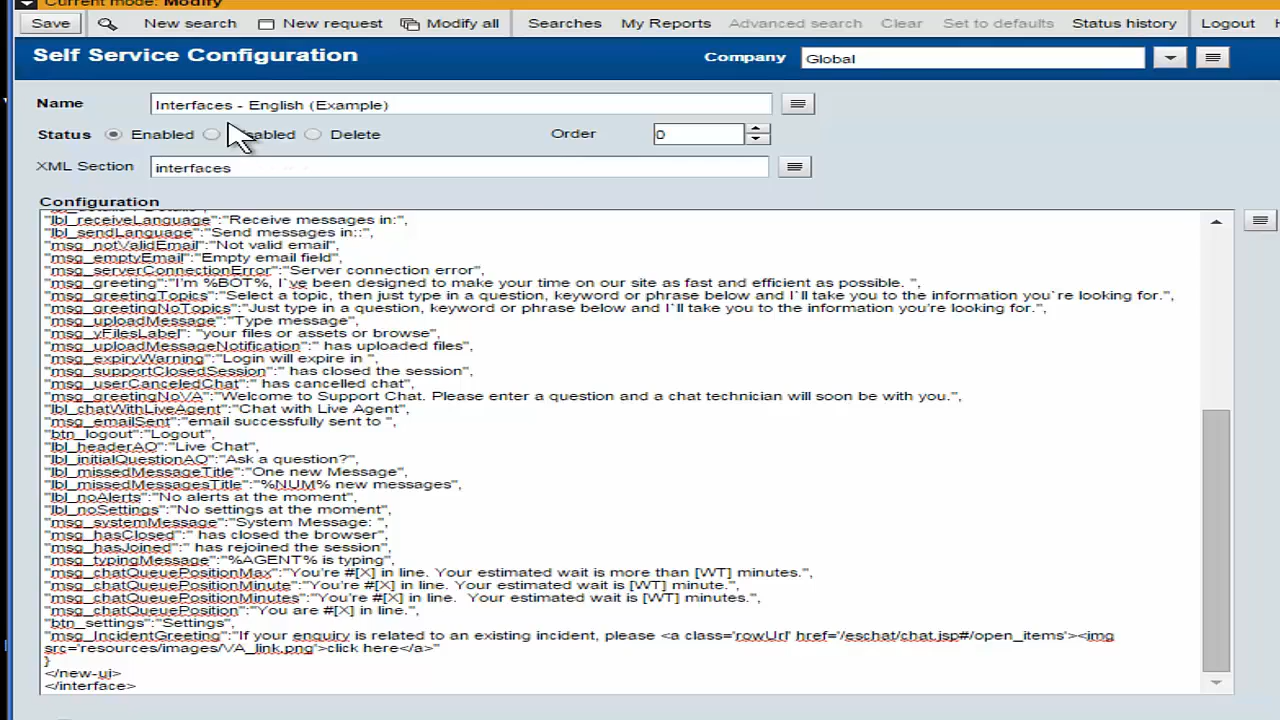 Current mode: Modify
Save New search New request Modify all Searches My Reports Advanced search Clear Set to defaults Status history Logout
Self Service Configuration Company Global
Name Interfaces - English (Example)
Status Enabled Delete Order 0
XML Section interfaces
Configuration
"lbl_receiveLanguage":"Receive messages in:",
"lbl_sendLanguage":"Send messages in::",
"msg_notValidEmail":"Not valid email",
"msg_emptyEmail":"Empty email field",
"msg_serverConnectionError":"Server connection error",
"msg_greeting":"I'm %BOT%, I`ve been designed to make your time on our site as fast and efficient as possible. ",
"msg_greetingTopics":"Select a topic, then just type in a question, keyword or phrase below and I`ll take you to the information you`re looking for.",
"msg_greetingNoTopics":"Just type in a question, keyword or phrase below and I`ll take you to the information you're looking for.",
"msg_uploadMessage":"Type message",
"msg_yFilesLabel": "your files or assets or browse",
"msg_uploadMessageNotification":" has uploaded files",
"msg_expiryWarning":"Login will expire in ",
"msg_supportClosedSession":" has closed the session",
"msg_userCanceledChat":" has cancelled chat",
"msg_greetingNoVA":"Welcome to Support Chat. Please enter a question and a chat technician will soon be with you.",
"lbl_chatWithLiveAgent":"Chat with Live Agent",
"msg_emailSent":"email successfully sent to ",
"btn_logout":"Logout",
"lbl_headerAQ":"Live Chat",
"lbl_initialQuestionAQ":"Ask a question?",
"lbl_missedMessageTitle":"One new Message",
"lbl_missedMessagesTitle":"%NUM% new messages",
"lbl_noAlerts":"No alerts at the moment",
"lbl_noSettings":"No settings at the moment",
"msg_systemMessage":"System Message: ",
"msg_hasClosed":" has closed the browser",
"msg_hasJoined":" has rejoined the session",
"msg_typingMessage":"%AGENT% is typing",
"msg_chatQueuePositionMax":"You're #[X] in line. Your estimated wait is more than [WT] minutes.",
"msg_chatQueuePositionMinute":"You're #[X] in line. Your estimated wait is [WT] minute.",
"msg_chatQueuePositionMinutes":"You're #[X] in line.  Your estimated wait is [WT] minutes.",
"msg_chatQueuePosition":"You are #[X] in line.",
"btn_settings":"Settings",
"msg_IncidentGreeting":"If your enquiry is related to an existing incident, please <a class='rowUrl' href='/eschat/chat.jsp#/open_items'><img
src='resources/images/VA_link.png'>click here</a>"
}
</new-ui>
</interface>